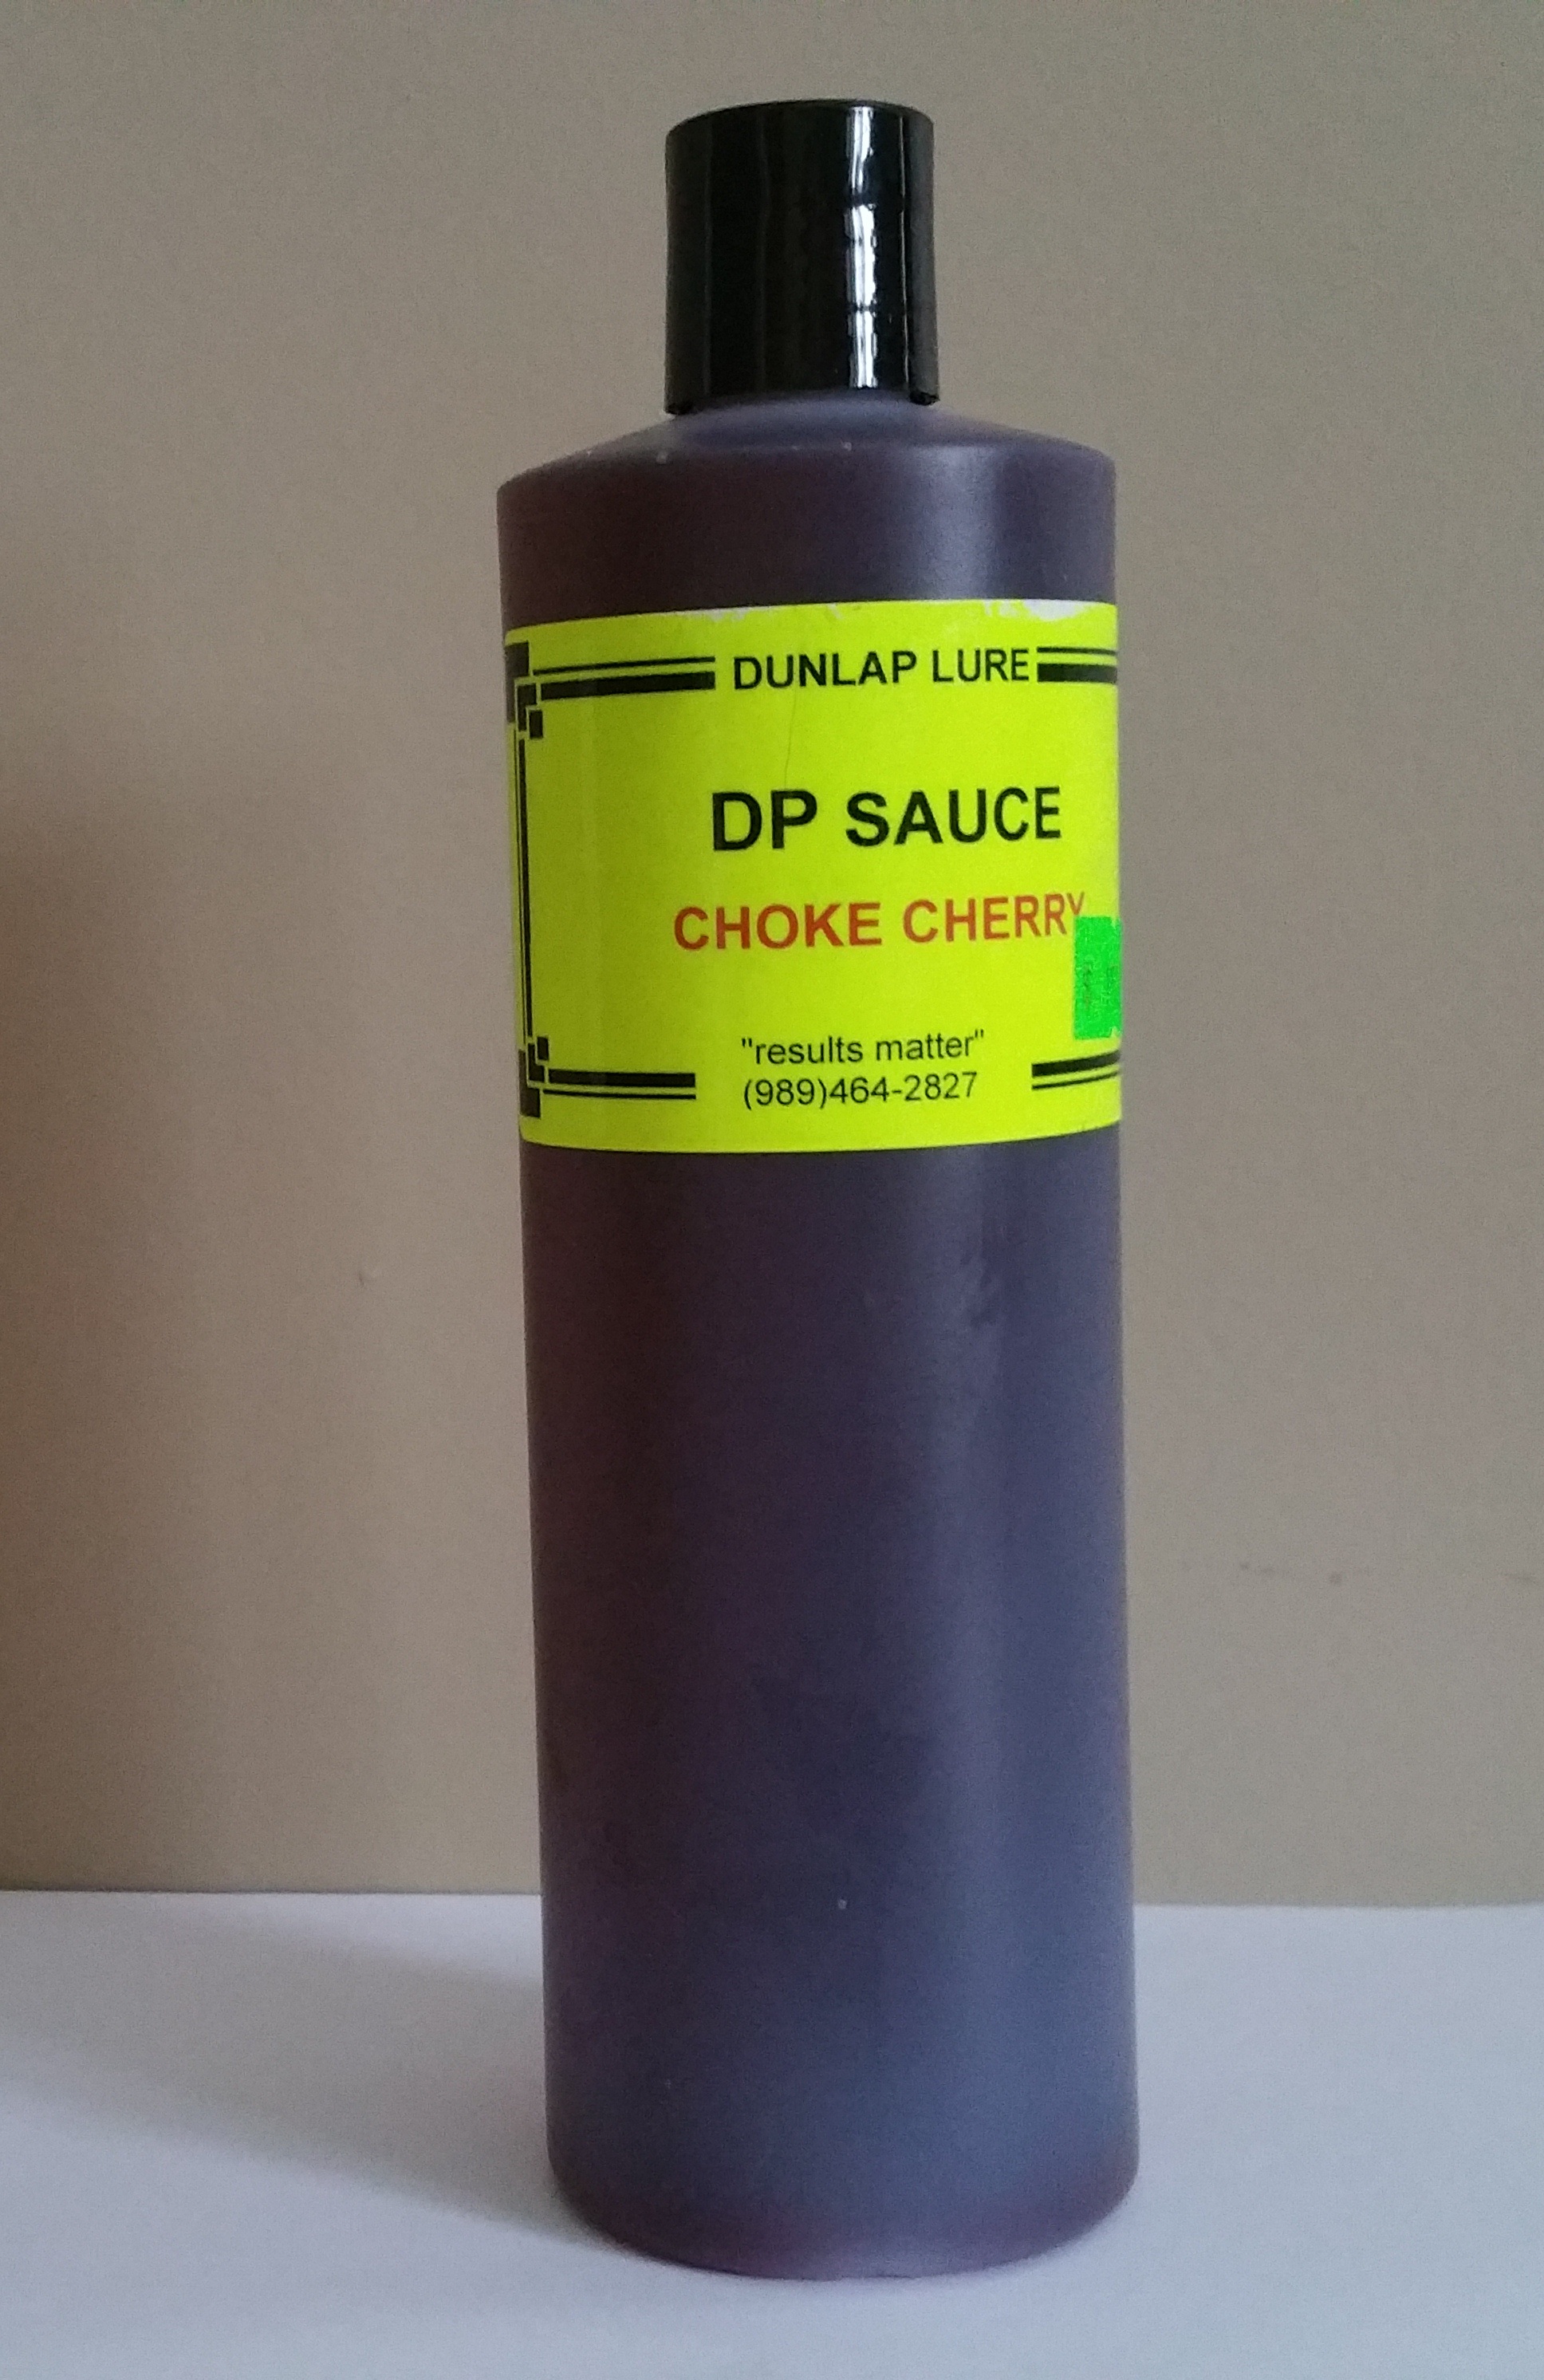 DUNLAP LURE
DP SAUCE
CHOKE CHERRY
"results matter"
(989)464-2827